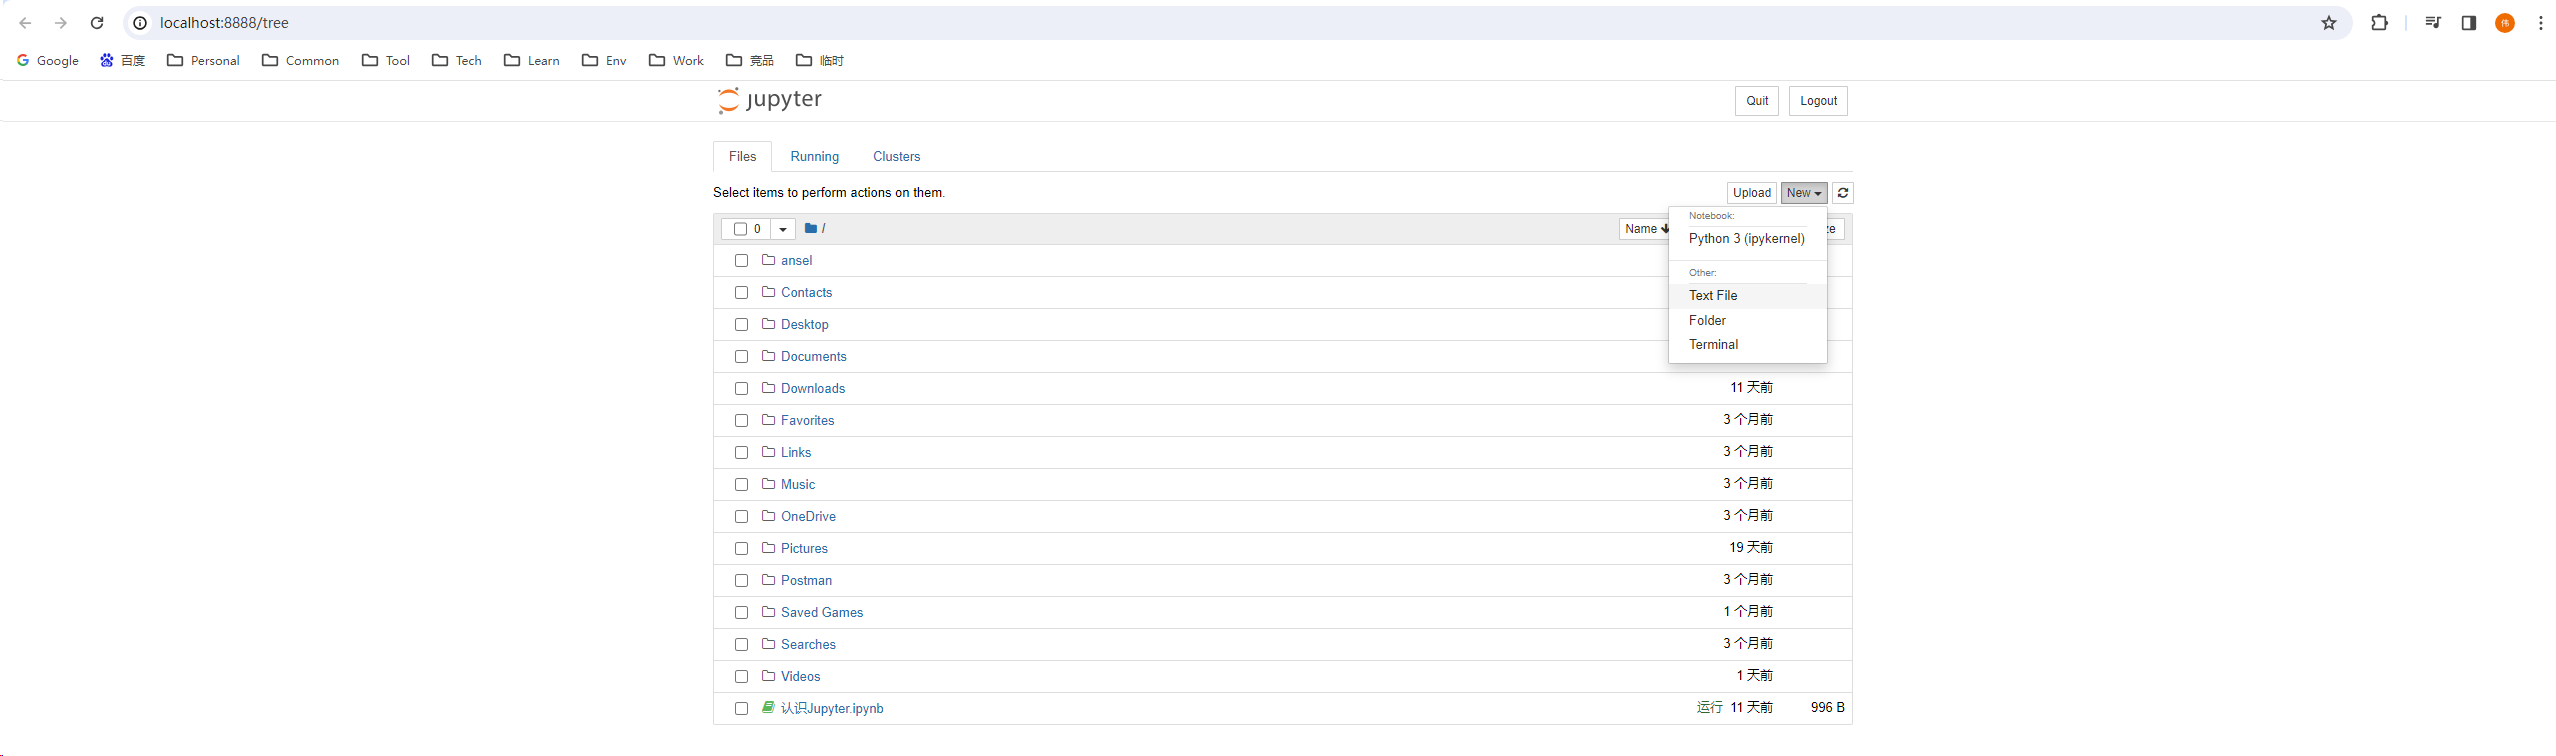 localhost:8888/tree
Google 百度 Personal Common Tool Tech Learn Env Work 竞品 临时
伟
jupyter
Quit Logout
Files Running Clusters
Select items to perform actions on them.
Upload New
0 / Name ze
Notebook:
Python 3 (ipykernel)
Other:
Text File
Folder
Terminal
ansel
Contacts
Desktop
Documents
Downloads 11 天前
Favorites 3 个月前
Links 3 个月前
Music 3 个月前
OneDrive 3 个月前
Pictures 19 天前
Postman 3 个月前
Saved Games 1 个月前
Searches 3 个月前
Videos 1 天前
认识Jupyter.ipynb 运行 11 天前 996 B